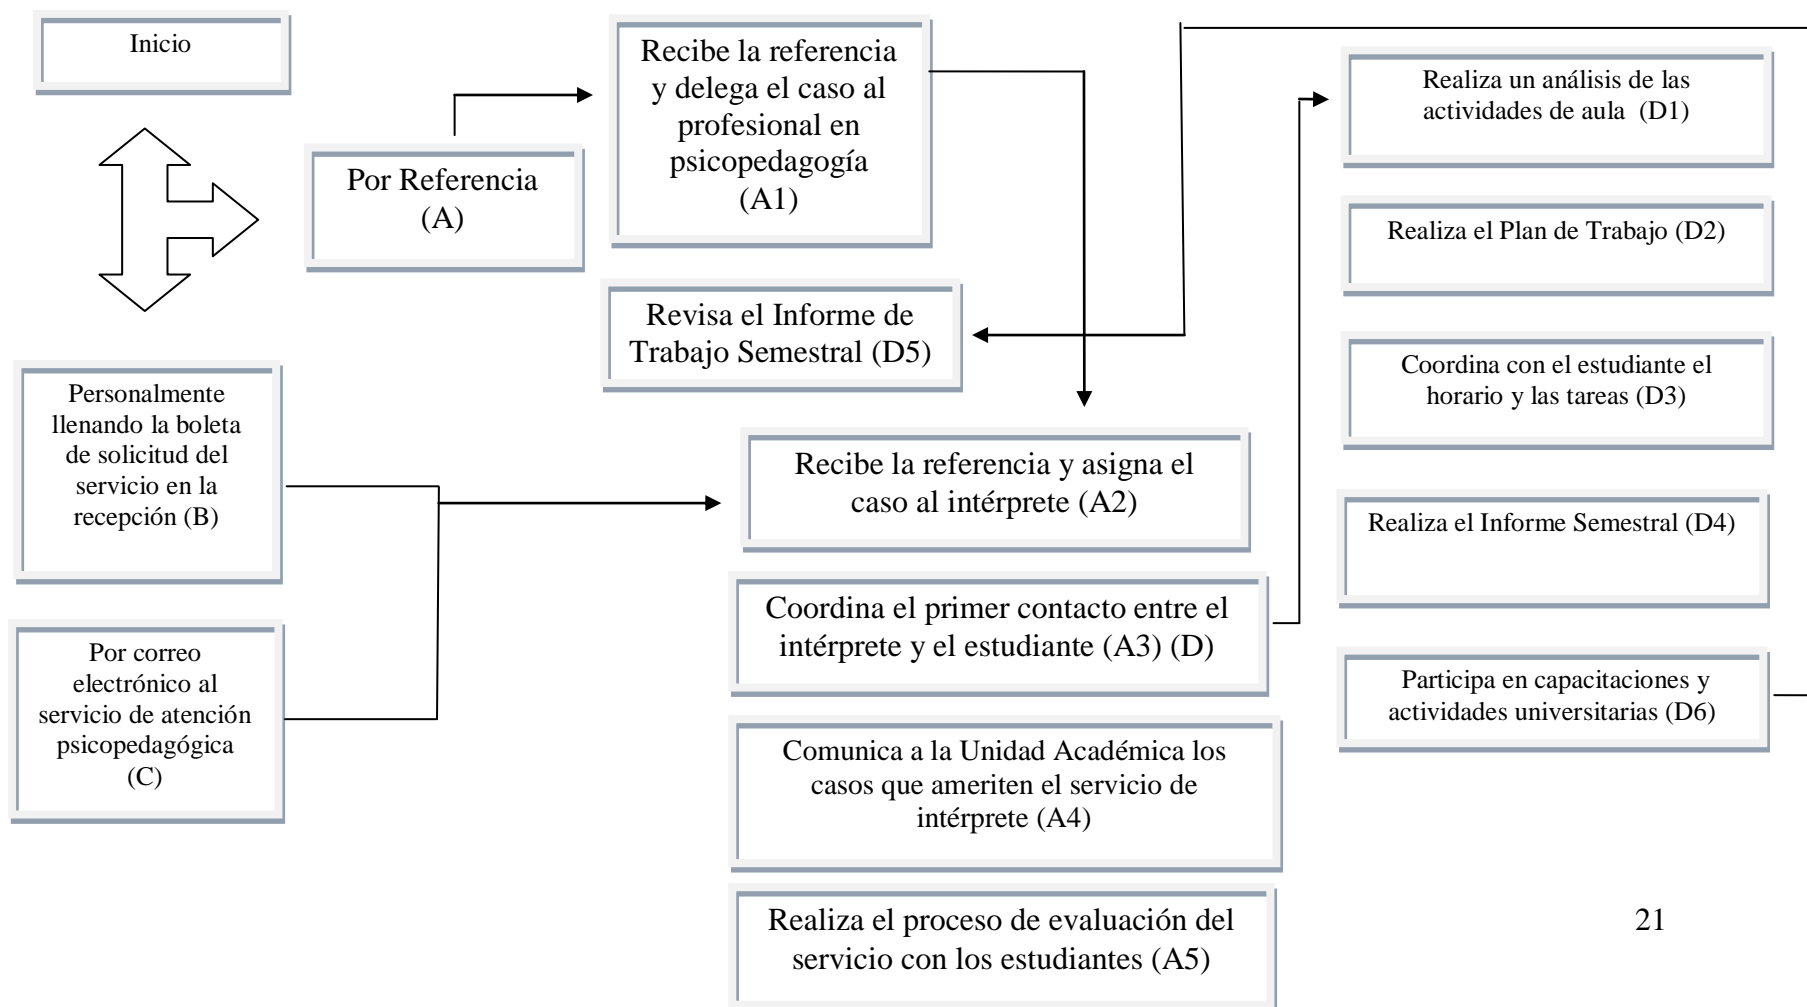 Inicio
Por Referencia
(A)
Recibe la referencia
y delega el caso al
profesional en
psicopedagogía
(A1)
Revisa el Informe de
Trabajo Semestral (D5)
Personalmente
llenando la boleta
de solicitud del
servicio en la
recepción (B)
Por correo
electrónico al
servicio de atención
psicopedagógica
(C)
Recibe la referencia y asigna el
caso al intérprete (A2)
Coordina el primer contacto entre el
intérprete y el estudiante (A3) (D)
Comunica a la Unidad Académica los
casos que ameriten el servicio de
intérprete (A4)
Realiza el proceso de evaluación del
servicio con los estudiantes (A5)
Realiza un análisis de las
actividades de aula (D1)
Realiza el Plan de Trabajo (D2)
Coordina con el estudiante el
horario y las tareas (D3)
Realiza el Informe Semestral (D4)
Participa en capacitaciones y
actividades universitarias (D6)
21